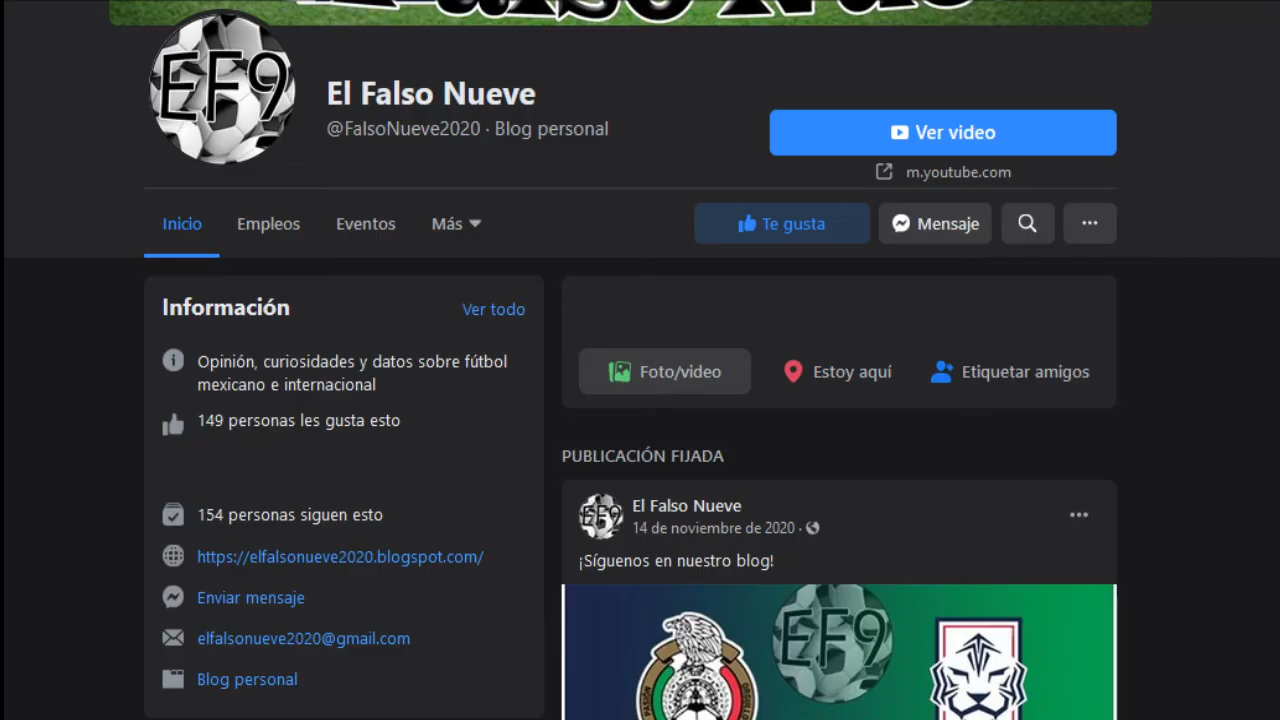 EF9
El Falso Nueve
@FalsoNueve2020 · Blog personal
Ver video
m.youtube.com
Inicio
Empleos
Eventos
Más
Te gusta
Mensaje
Información
Ver todo
Opinión, curiosidades y datos sobre fútbol
mexicano e internacional
149 personas les gusta esto
154 personas siguen esto
https://elfalsonueve2020.blogspot.com/
Enviar mensaje
elfalsonueve2020@gmail.com
Blog personal
Foto/video
Estoy aquí
Etiquetar amigos
PUBLICACIÓN FIJADA
EF9
El Falso Nueve
14 de noviembre de 2020 ·
¡Síguenos en nuestro blog!
EF9